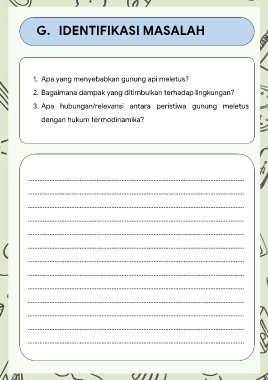 G. IDENTIFIKASI MASALAH
1. Apa yang menyebabkan gunung api meletus?
2. Bagaimana dampak yang ditimbulkan terhadap lingkungan?
3. Apa hubungan/relevansi antara peristiwa gunung meletus
dengan hukum termodinamika?